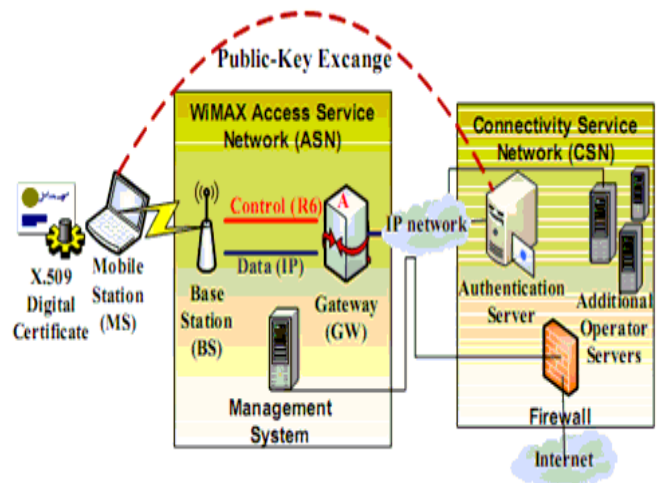 Public-Key Excange
WiMAX Access Service
Network (ASN)
Connectivity Service
Network (CSN)
A
Control (R6)
IP network
Data (IP)
X.509
Digital
Certificate
Mobile
Station
(MS)
Base
Station
(BS)
Gateway
(GW)
Authentication
Server
Additional
Operator
Servers
Management
System
Firewall
Internet